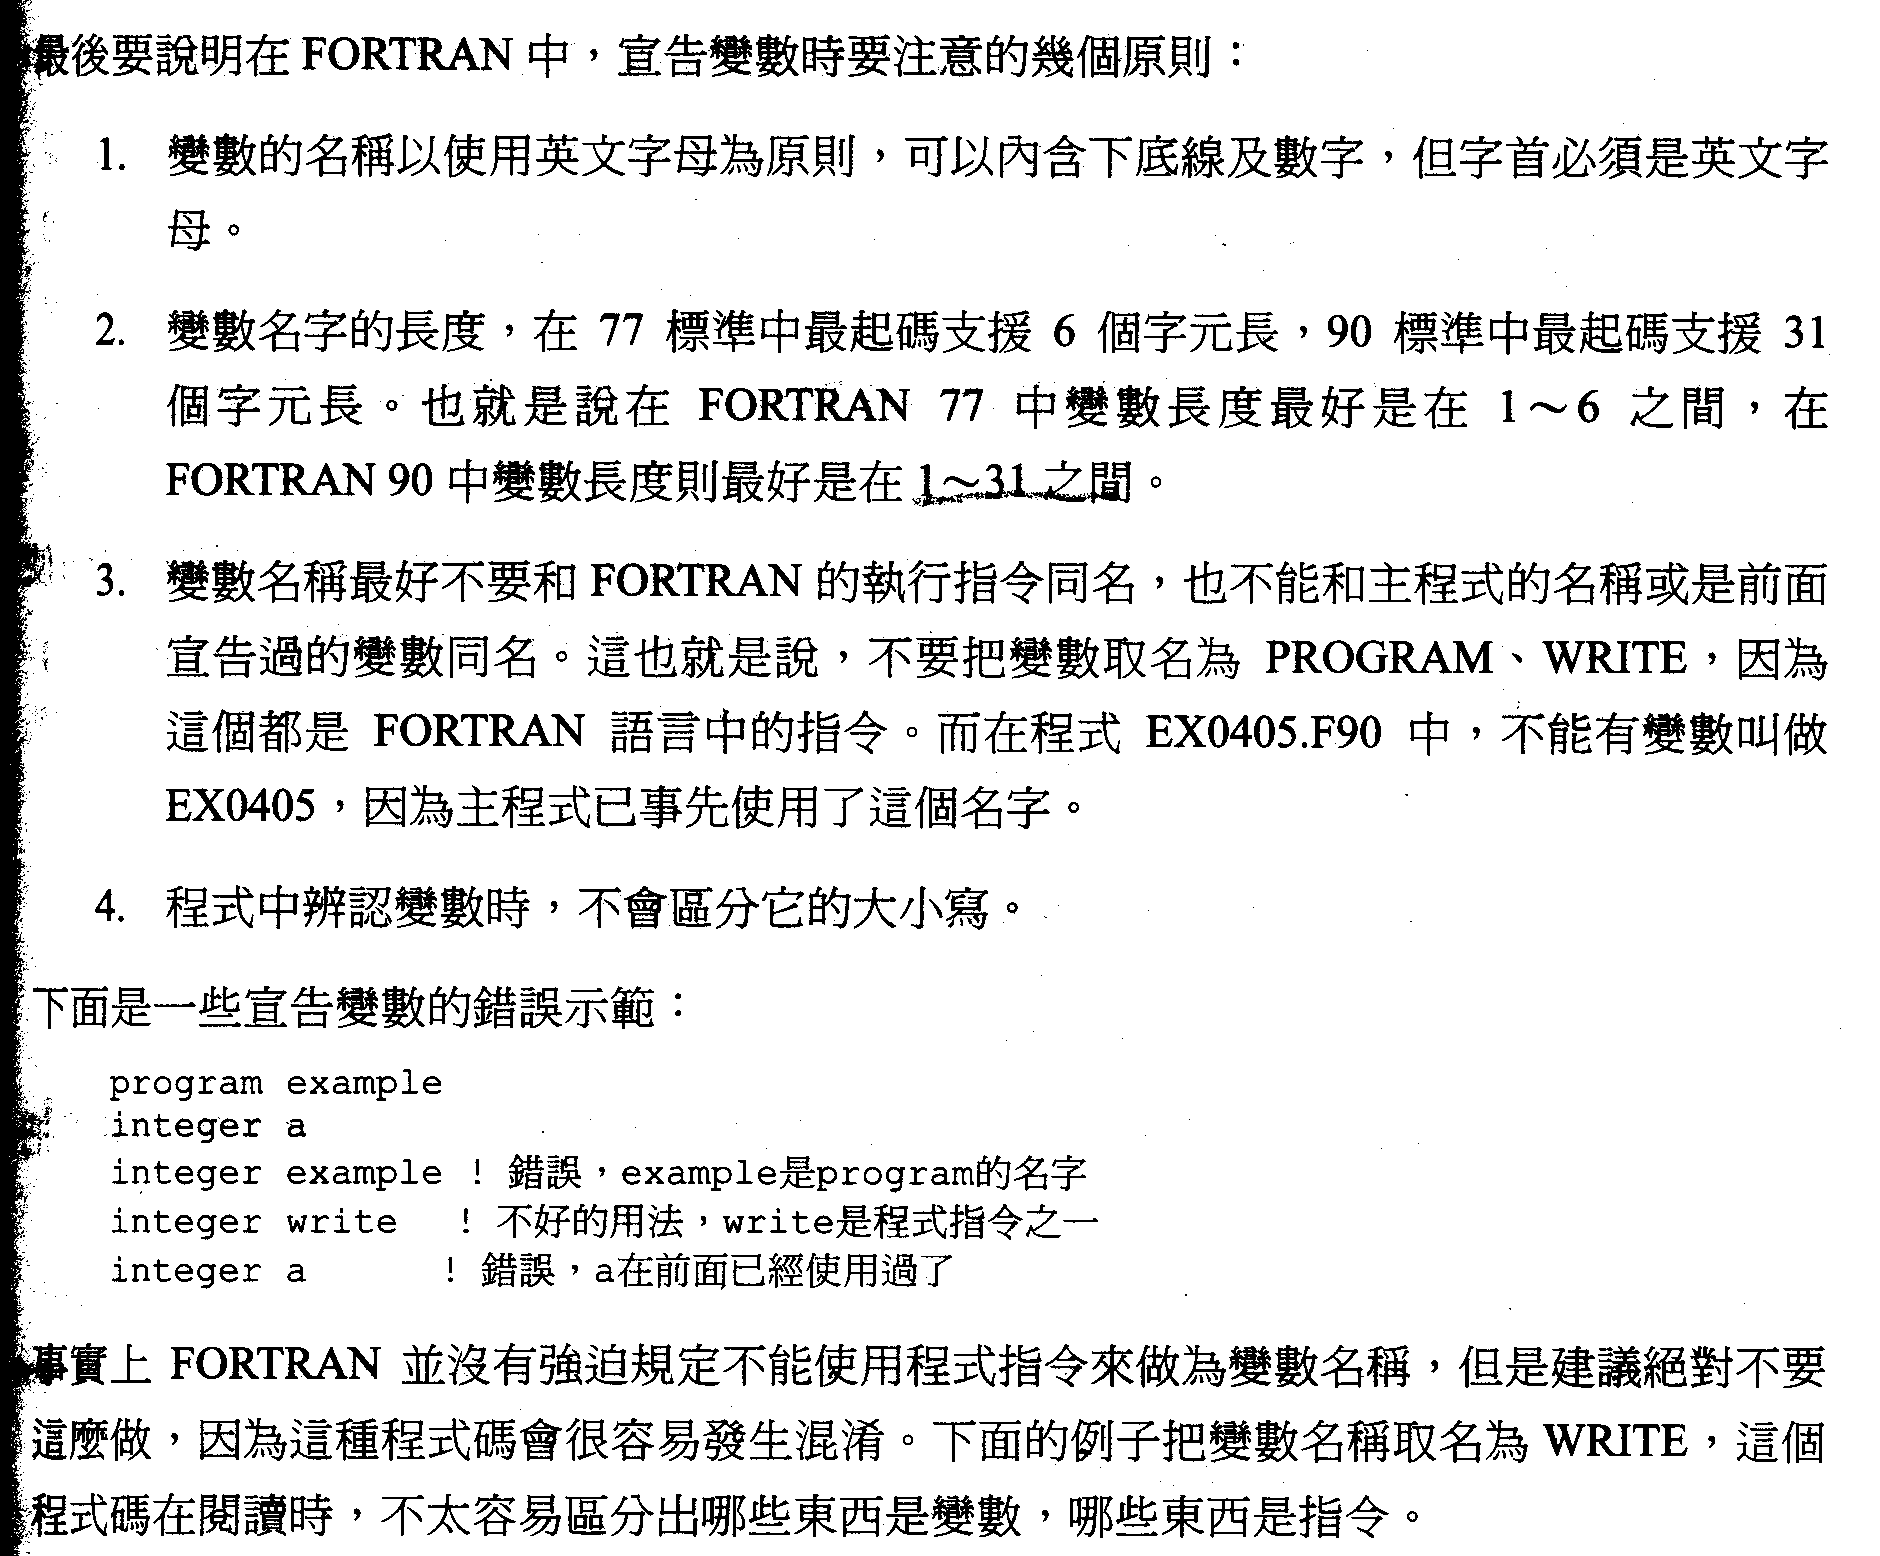 最後要說明在 FORTRAN 中，宣告變數時要注意的幾個原則：
1. 變數的名稱以使用英文字母為原則，可以內含下底線及數字，但字首必須是英文字
母。
2. 變數名字的長度，在 77 標準中最起碼支援 6 個字元長，90 標準中最起碼支援 31
個字元長。也就是說在 FORTRAN 77 中變數長度最好是在 1～6 之間，在
FORTRAN 90 中變數長度則最好是在 1～31 之間。
3. 變數名稱最好不要和 FORTRAN 的執行指令同名，也不能和主程式的名稱或是前面
宣告過的變數同名。這也就是說，不要把變數取名為 PROGRAM、WRITE，因為
這個都是 FORTRAN 語言中的指令。而在程式 EX0405.F90 中，不能有變數叫做
EX0405，因為主程式已事先使用了這個名字。
4. 程式中辨認變數時，不會區分它的大小寫。
下面是一些宣告變數的錯誤示範：
program example
integer a
integer example ! 錯誤，example是program的名字
integer write ! 不好的用法，write是程式指令之一
integer a ! 錯誤，a在前面已經使用過了
事實上 FORTRAN 並沒有強迫規定不能使用程式指令來做為變數名稱，但是建議絕對不要
這麼做，因為這種程式碼會很容易發生混淆。下面的例子把變數名稱取名為 WRITE，這個
程式碼在閱讀時，不太容易區分出哪些東西是變數，哪些東西是指令。